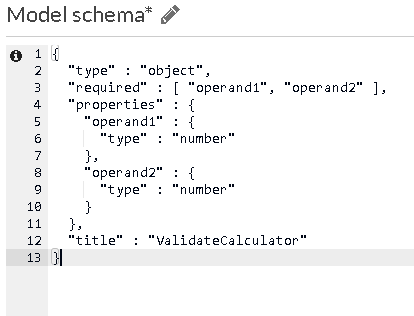 Model schema*
1 {
2   "type" : "object",
3   "required" : [ "operand1", "operand2" ],
4   "properties" : {
5     "operand1" : {
6       "type" : "number"
7     },
8     "operand2" : {
9       "type" : "number"
10     }
11   },
12   "title" : "ValidateCalculator"
13 }